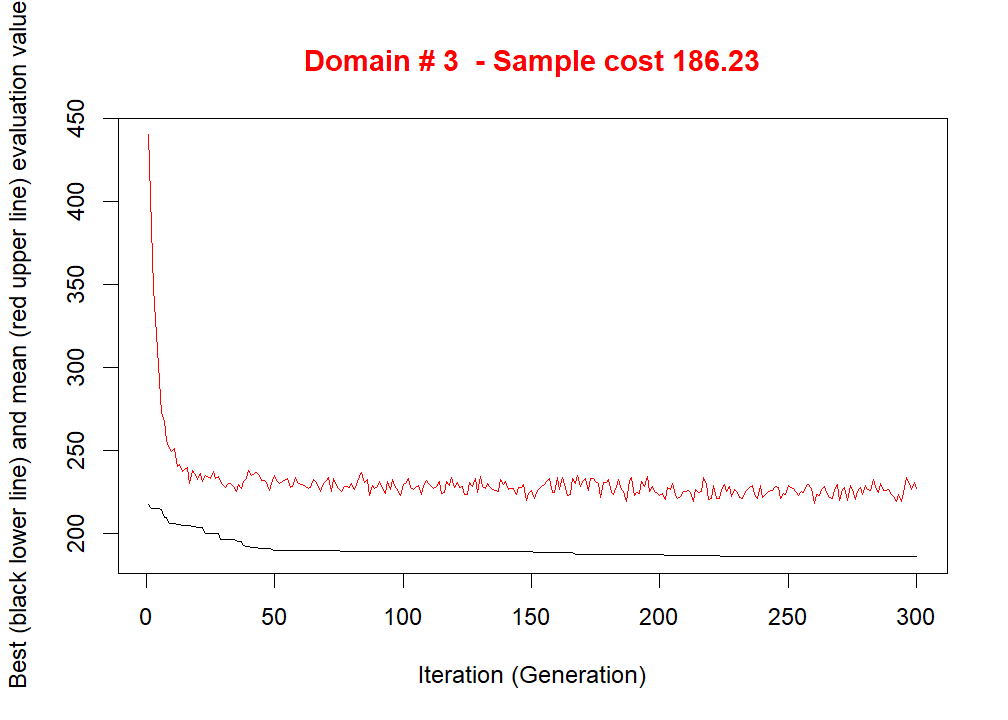 Domain # 3  - Sample cost 186.23
Best (black lower line) and mean (red upper line) evaluation value
450
400
350
300
250
200
0 50 100 150 200 250 300
Iteration (Generation)